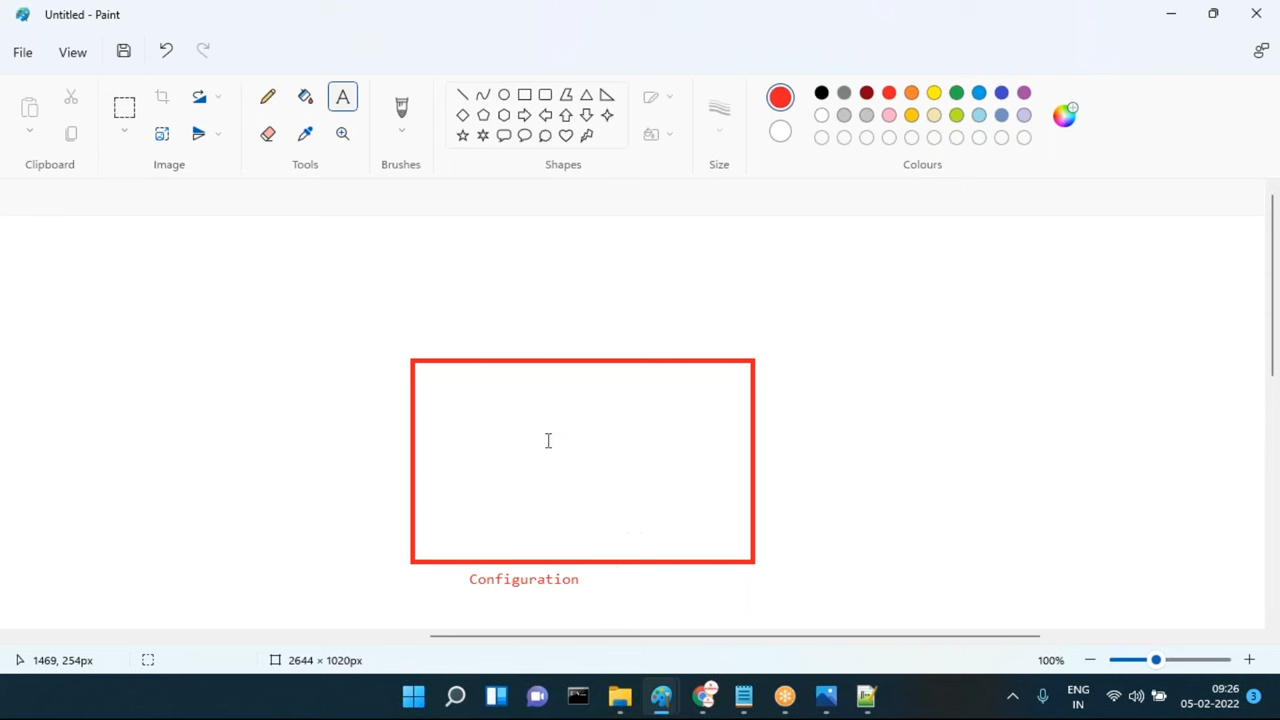 Untitled - Paint
File View
Clipboard
Image
Tools
Brushes
Shapes
Size
Colours
A
Configuration
1469, 254px
2644 × 1020px
100%
ENG
IN
09:26
05-02-2022
3